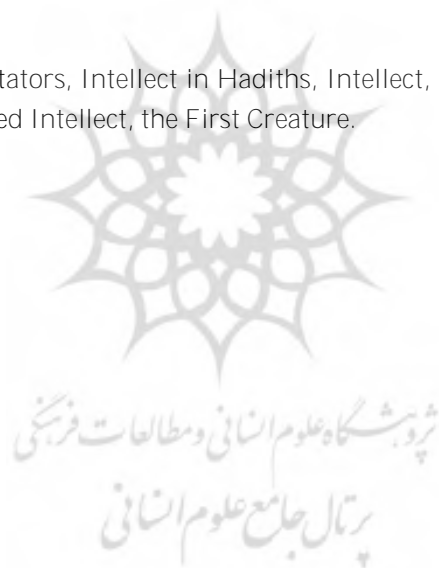 tators, Intellect in Hadiths, Intellect,
ed Intellect, the First Creature.
پژوهشگاه علوم انسانی و مطالعات فرهنگی
پرتال جامع علوم انسانی